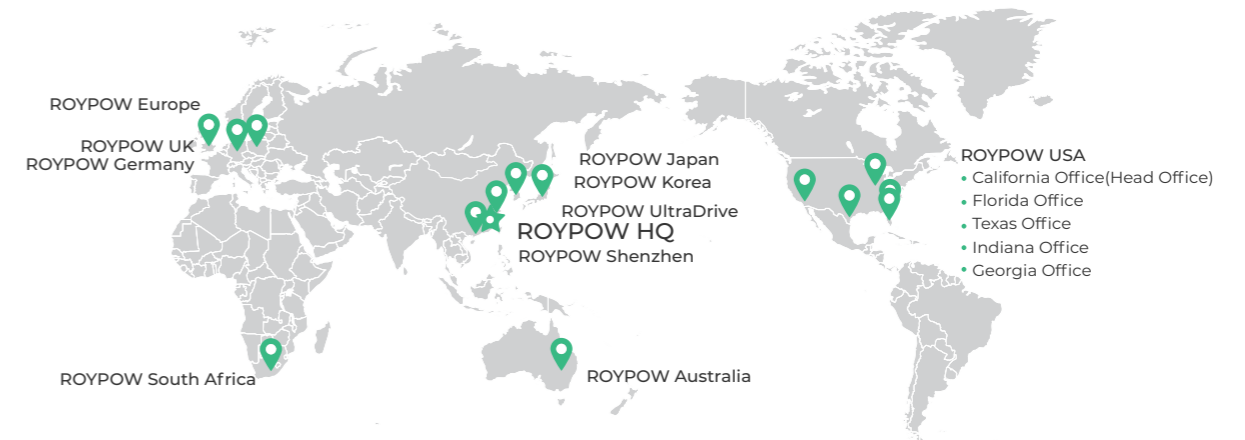 ROYPOW Europe
ROYPOW UK
ROYPOW Germany
ROYPOW South Africa
ROYPOW Japan
ROYPOW Korea
ROYPOW UltraDrive
ROYPOW HQ
ROYPOW Shenzhen
ROYPOW Australia
ROYPOW USA
• California Office(Head Office)
• Florida Office
• Texas Office
• Indiana Office
• Georgia Office